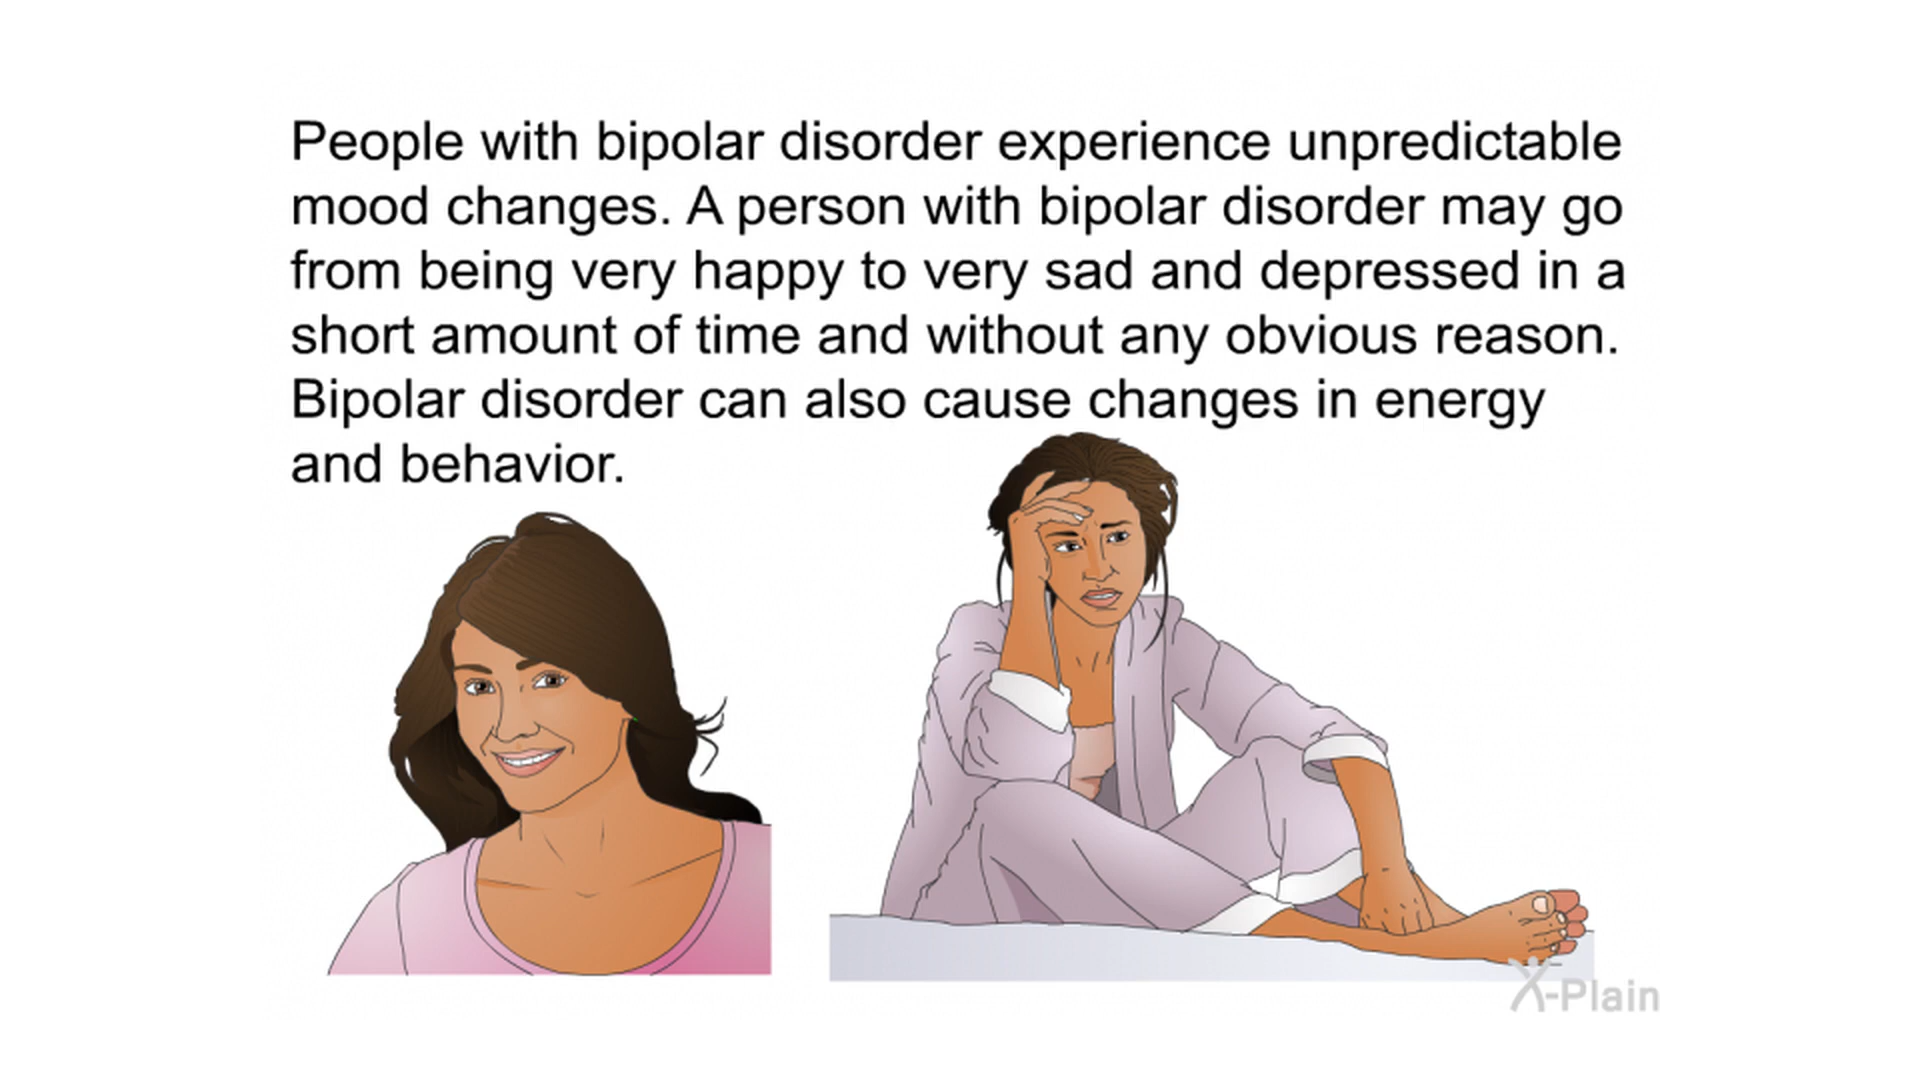 People with bipolar disorder experience unpredictable
mood changes. A person with bipolar disorder may go
from being very happy to very sad and depressed in a
short amount of time and without any obvious reason.
Bipolar disorder can also cause changes in energy
and behavior.
X-Plain